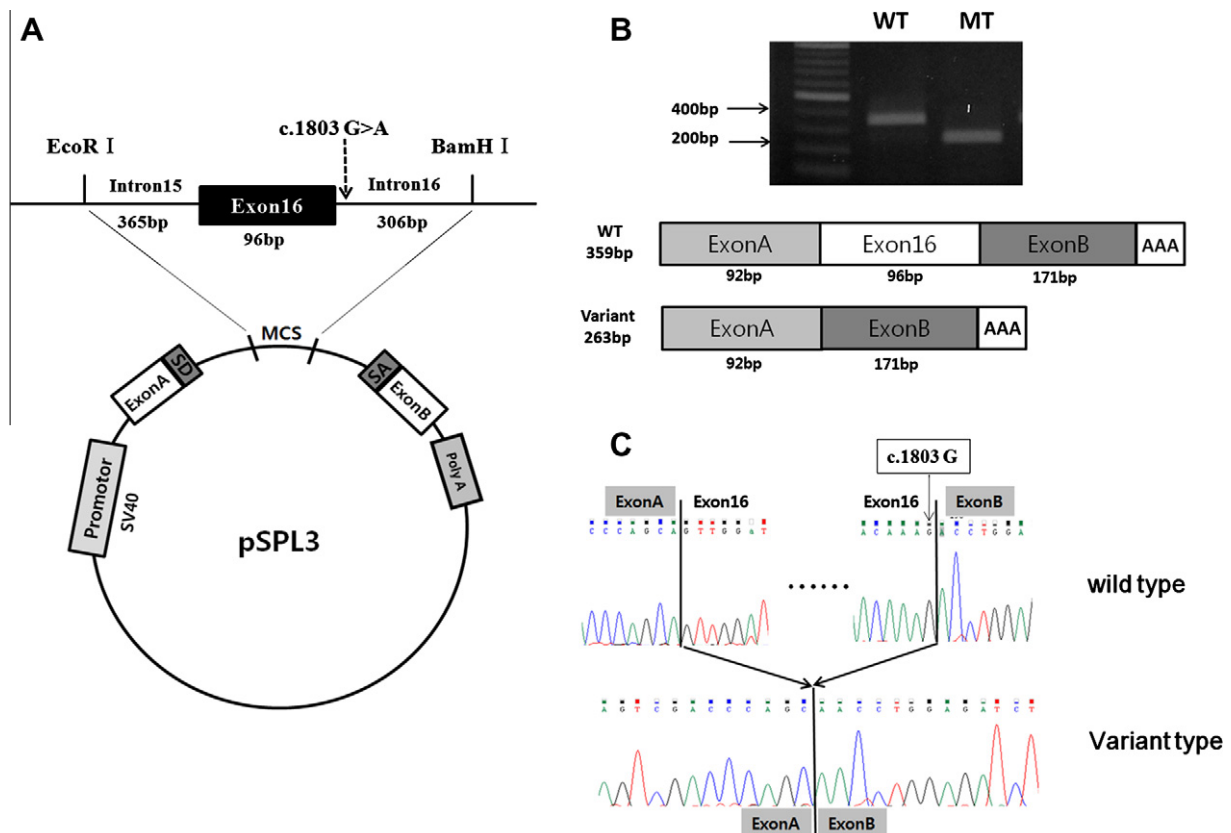 A
c.1803 G>A
EcoR I
BamH I
Intron15
Intron16
Exon16
365bp
306bp
96bp
MCS
SD
SA
ExonA
ExonB
Promotor
SV40
Poly A
pSPL3
B
WT
MT
400bp
200bp
WT
359bp
ExonA
Exon16
ExonB
AAA
92bp
96bp
171bp
Variant
263bp
ExonA
ExonB
AAA
92bp
171bp
C
c.1803 G
ExonA
Exon16
Exon16
ExonB
C C C A G C A G T T G G A T
A C A A A G A C C T G G A
wild type
A G T C G A C C C A G C A A C C T G G A G A T C T
Variant type
ExonA
ExonB